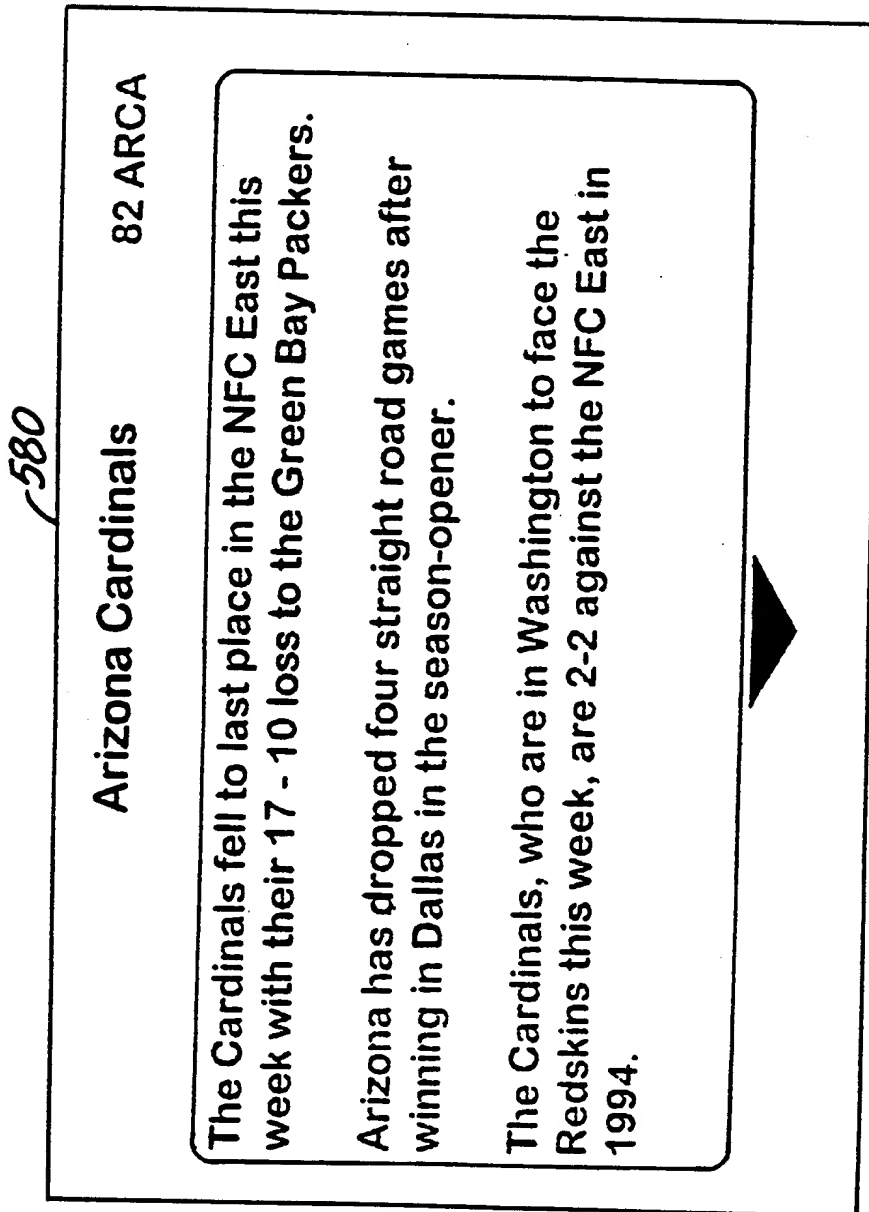 580
Arizona Cardinals 82 ARCA
The Cardinals fell to last place in the NFC East this
week with their 17 - 10 loss to the Green Bay Packers.
Arizona has dropped four straight road games after
winning in Dallas in the season-opener.
The Cardinals, who are in Washington to face the
Redskins this week, are 2-2 against the NFC East in
1994.